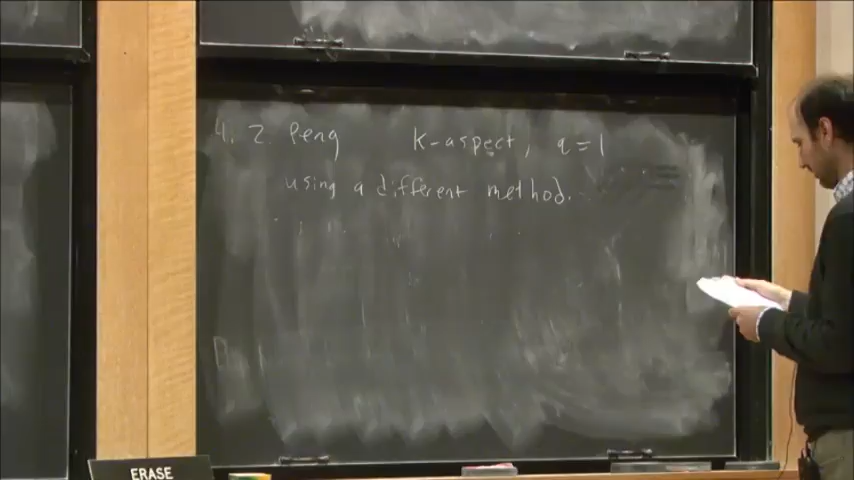 4. Z. Peng K-aspect, q = 1
using a different method.
ERASE